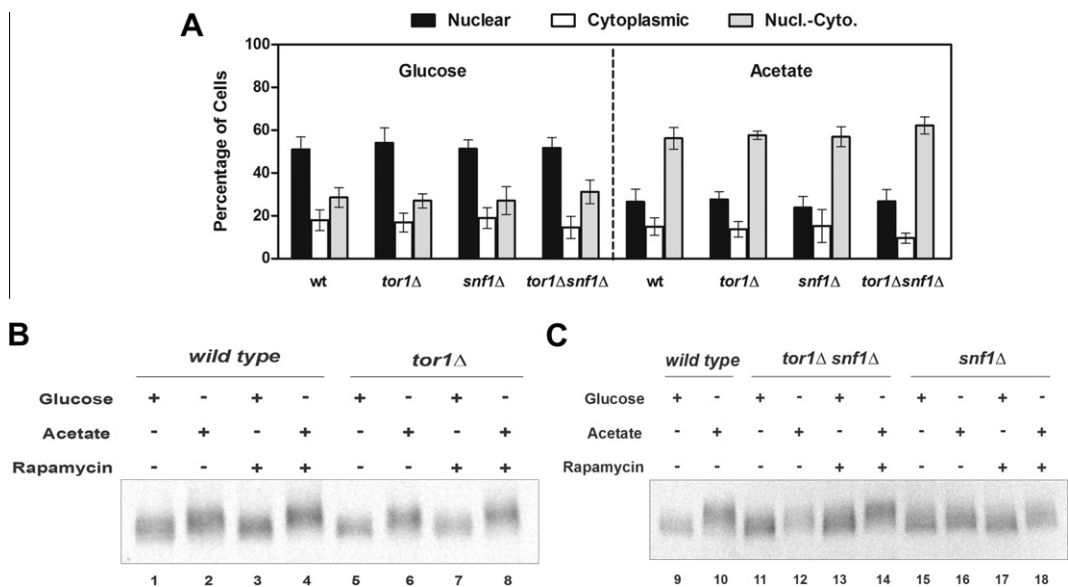 A
Nuclear Cytoplasmic Nucl.-Cyto.
Percentage of Cells
100
80
60
40
20
0
Glucose Acetate
wt tor1Δ snf1Δ tor1Δsnf1Δ wt tor1Δ snf1Δ tor1Δsnf1Δ
B
wild type tor1Δ
Glucose + - + - + - + -
Acetate - + - + - + - +
Rapamycin - - + + - - + +
1 2 3 4 5 6 7 8
C
wild type tor1Δ snf1Δ snf1Δ
Glucose + - + - + - + - + -
Acetate - + - + - + - + - +
Rapamycin - - - - + + - - + +
9 10 11 12 13 14 15 16 17 18